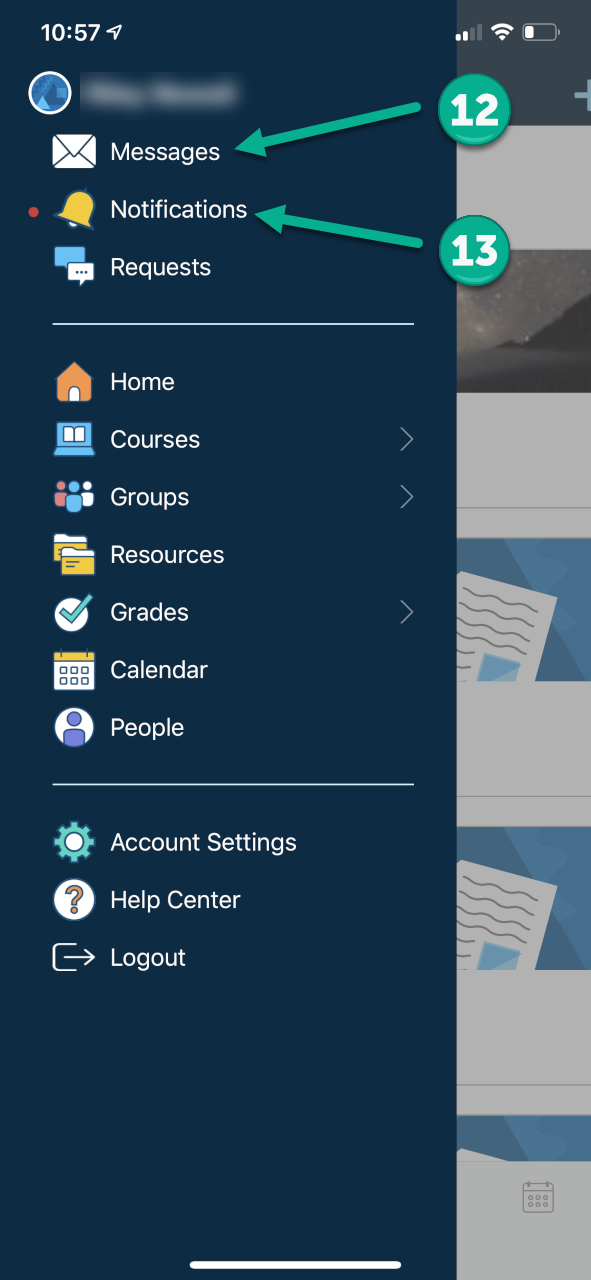 10:57
Messages
12
Notifications
13
Requests
Home
Courses
Groups
Resources
Grades
Calendar
People
Account Settings
? Help Center
Logout